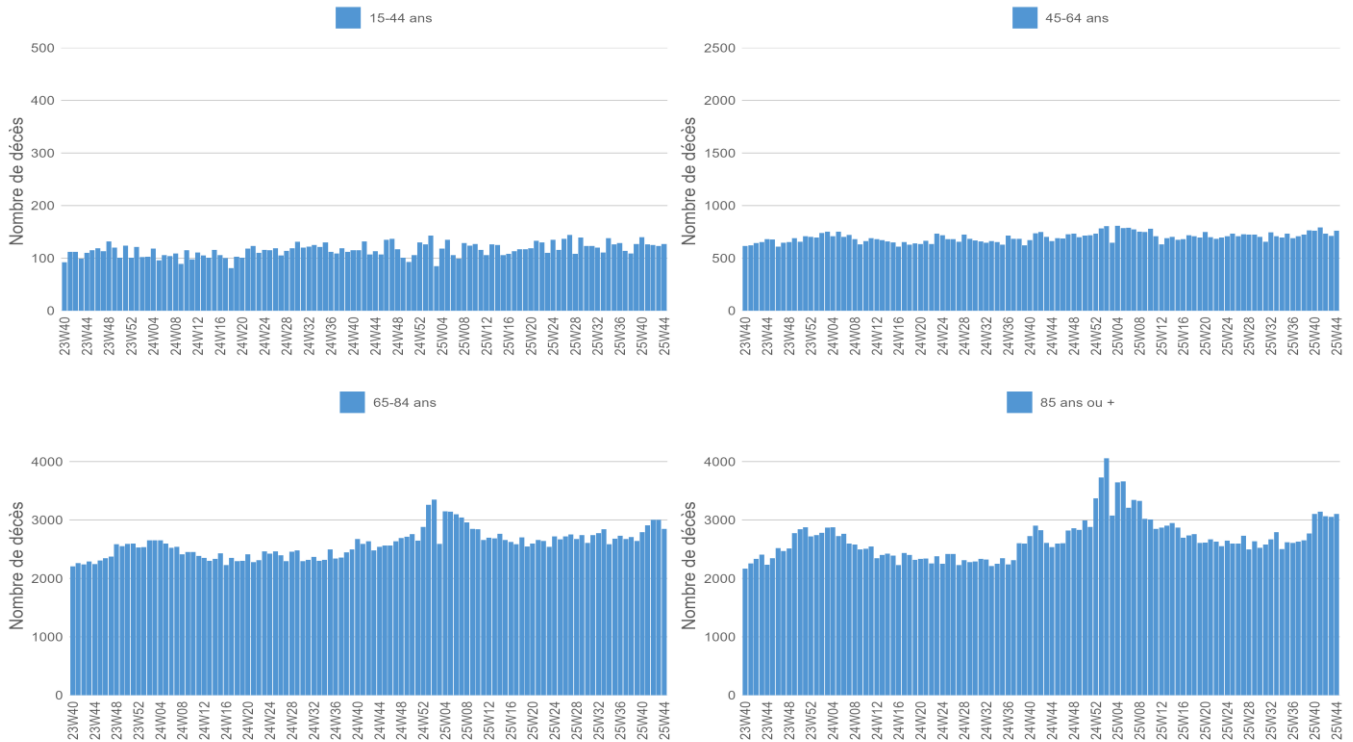 15-44 ans
Nombre de décès
500
400
300
200
100
0
23W40 23W44 23W48 23W52 24W04 24W08 24W12 24W16 24W20 24W24 24W28 24W32 24W36 24W40 24W44 24W48 24W52 25W04 25W08 25W12 25W16 25W20 25W24 25W28 25W32 25W36 25W40 25W44
45-64 ans
Nombre de décès
2500
2000
1500
1000
500
0
23W40 23W44 23W48 23W52 24W04 24W08 24W12 24W16 24W20 24W24 24W28 24W32 24W36 24W40 24W44 24W48 24W52 25W04 25W08 25W12 25W16 25W20 25W24 25W28 25W32 25W36 25W40 25W44
65-84 ans
Nombre de décès
4000
3000
2000
1000
0
23W40 23W44 23W48 23W52 24W04 24W08 24W12 24W16 24W20 24W24 24W28 24W32 24W36 24W40 24W44 24W48 24W52 25W04 25W08 25W12 25W16 25W20 25W24 25W28 25W32 25W36 25W40 25W44
85 ans ou +
Nombre de décès
4000
3000
2000
1000
0
23W40 23W44 23W48 23W52 24W04 24W08 24W12 24W16 24W20 24W24 24W28 24W32 24W36 24W40 24W44 24W48 24W52 25W04 25W08 25W12 25W16 25W20 25W24 25W28 25W32 25W36 25W40 25W44